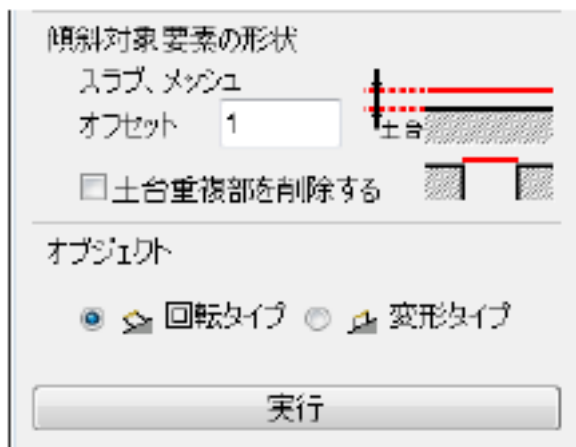 傾斜対象要素の形状
スラブ、メッシュ
オフセット 1
土台
土台重複部を削除する
オブジェクト
回転タイプ 変形タイプ
実行